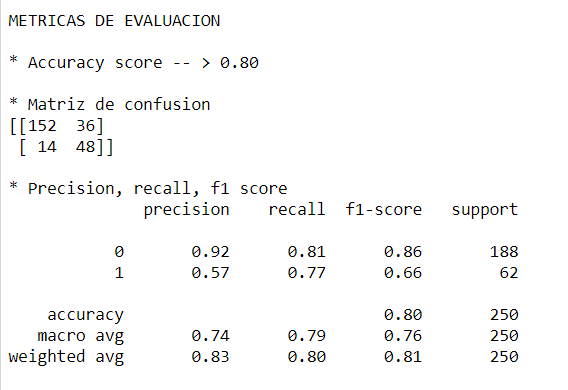 METRICAS DE EVALUACION
* Accuracy score -- > 0.80
* Matriz de confusion
[[152  36]
 [ 14  48]]
* Precision, recall, f1 score
              precision    recall  f1-score   support
           0       0.92      0.81      0.86       188
           1       0.57      0.77      0.66        62
    accuracy                           0.80       250
   macro avg       0.74      0.79      0.76       250
weighted avg       0.83      0.80      0.81       250